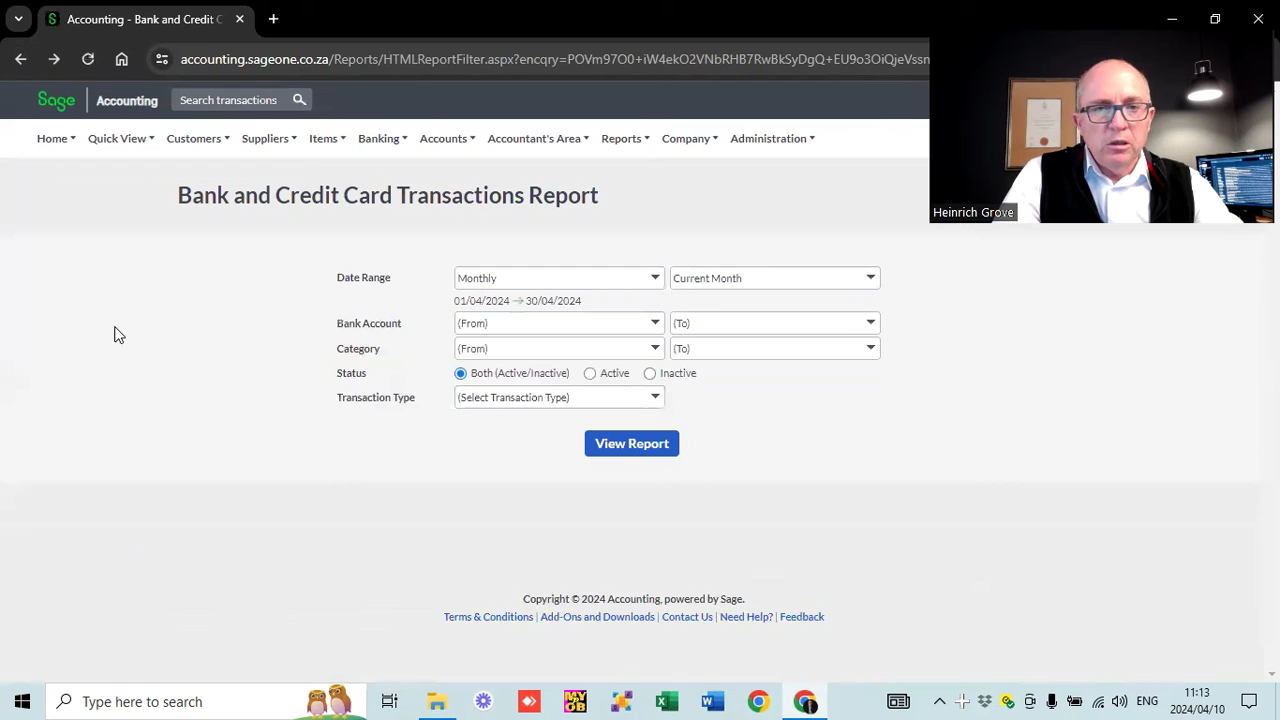 Accounting - Bank and Credit C
accounting.sageone.co.za/Reports/HTMLReportFilter.aspx?encqry=POVm97O0+iW4ekO2VNbRHB7RwBkSyDgQ+EU9o3OiQjeVssn
Sage Accounting Search transactions
Home Quick View Customers Suppliers Items Banking Accounts Accountant's Area Reports Company Administration
Heinrich Grove
Bank and Credit Card Transactions Report
Date Range Monthly Current Month
01/04/2024 → 30/04/2024
Bank Account (From) (To)
Category (From) (To)
Status Both (Active/Inactive) Active Inactive
Transaction Type (Select Transaction Type)
View Report
Copyright © 2024 Accounting, powered by Sage.
Terms & Conditions | Add-Ons and Downloads | Contact Us | Need Help? | Feedback
Type here to search
MY
OB
ENG
11:13
2024/04/10